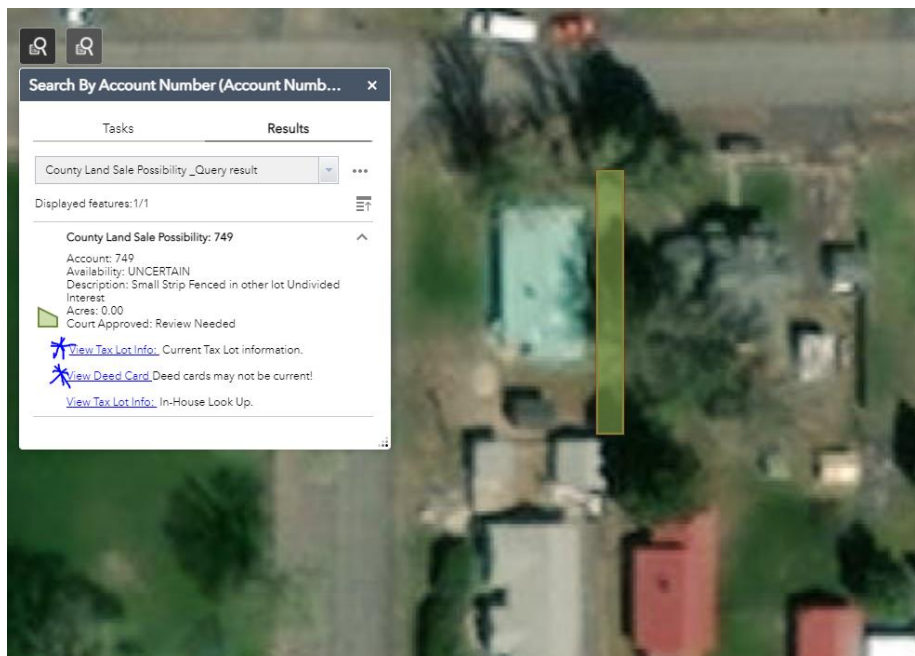 Search By Account Number (Account Numb...
Tasks
Results
County Land Sale Possibility _Query result
Displayed features:1/1
County Land Sale Possibility: 749
Account: 749
Availability: UNCERTAIN
Description: Small Strip Fenced in other lot Undivided
Interest
Acres: 0.00
Court Approved: Review Needed
View Tax Lot Info: Current Tax Lot information.
View Deed Card Deed cards may not be current!
View Tax Lot Info: In-House Look Up.